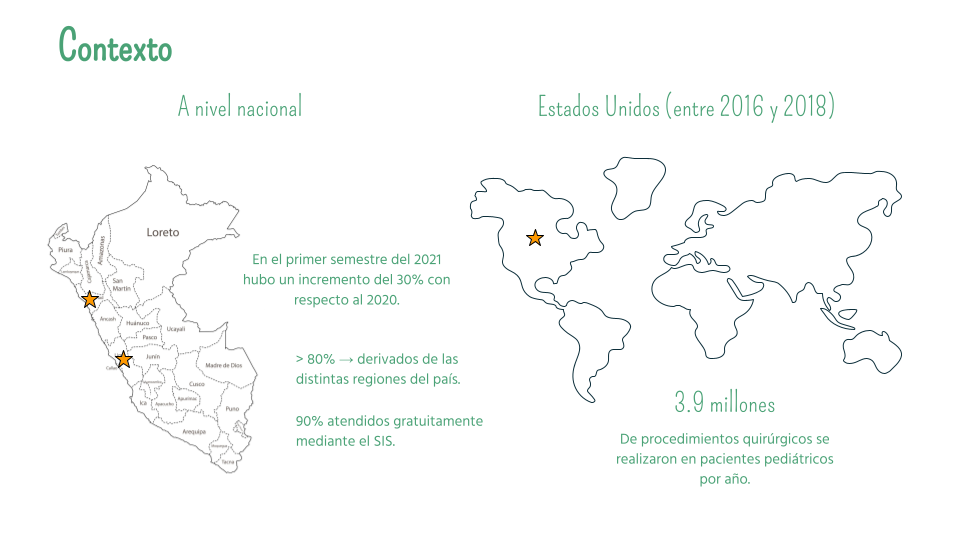 Contexto
A nivel nacional
Estados Unidos (entre 2016 y 2018)
Loreto
Piura
Amazonas
Cajamarca
San
Martín
Ancash
Huánuco
Ucayali
Pasco
Junín
Callao
Madre de Dios
Cusco
Ica
Ayacucho
Apurímac
Puno
Arequipa
Tacna
En el primer semestre del 2021
hubo un incremento del 30% con
respecto al 2020.
> 80% → derivados de las
distintas regiones del país.
90% atendidos gratuitamente
mediante el SIS.
3.9 millones
De procedimientos quirúrgicos se
realizaron en pacientes pediátricos
por año.